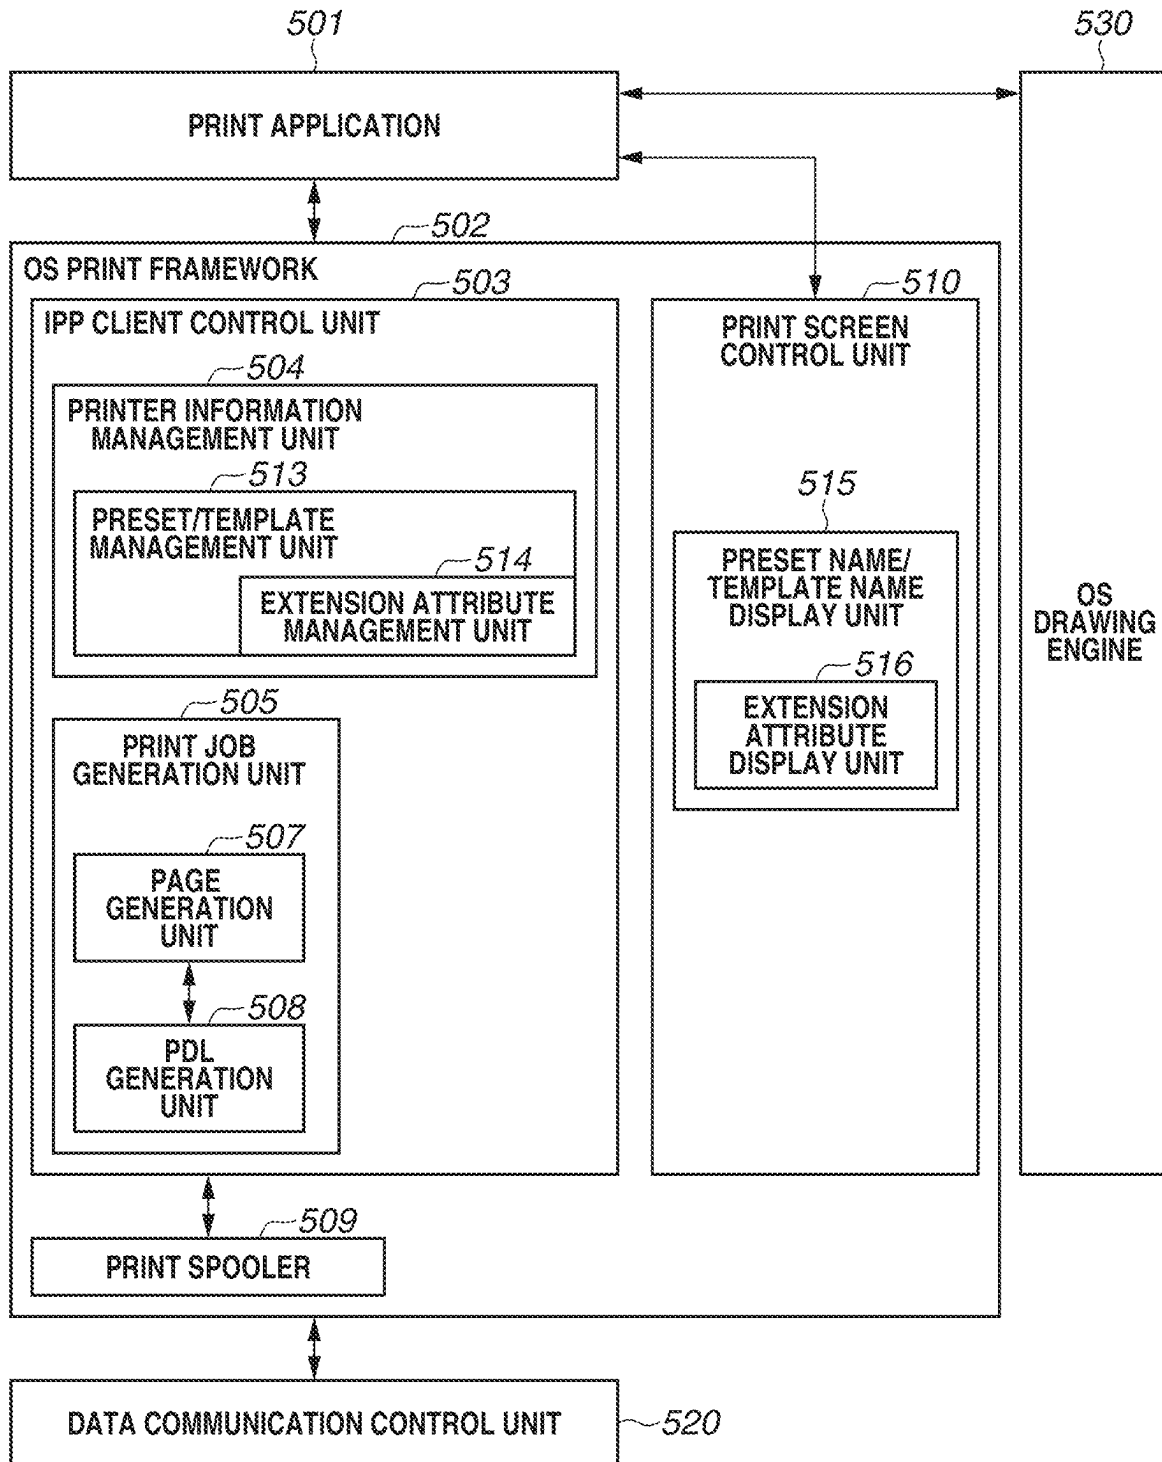 501
530
PRINT APPLICATION
502
OS PRINT FRAMEWORK
503
IPP CLIENT CONTROL UNIT
504
PRINTER INFORMATION
MANAGEMENT UNIT
513
PRESET/TEMPLATE
MANAGEMENT UNIT
514
EXTENSION ATTRIBUTE
MANAGEMENT UNIT
505
PRINT JOB
GENERATION UNIT
507
PAGE
GENERATION
UNIT
508
PDL
GENERATION
UNIT
509
PRINT SPOOLER
510
PRINT SCREEN
CONTROL UNIT
515
PRESET NAME/
TEMPLATE NAME
DISPLAY UNIT
516
EXTENSION
ATTRIBUTE
DISPLAY UNIT
OS
DRAWING
ENGINE
DATA COMMUNICATION CONTROL UNIT
520